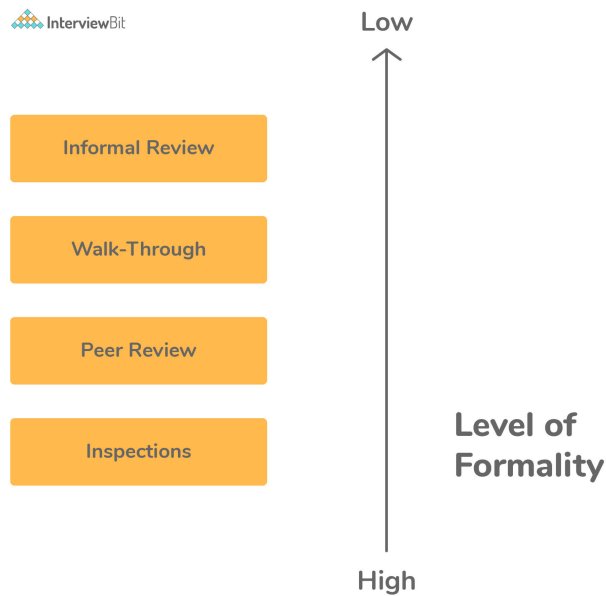 InterviewBit
Low
Informal Review
Walk-Through
Peer Review
Inspections
Level of
Formality
High